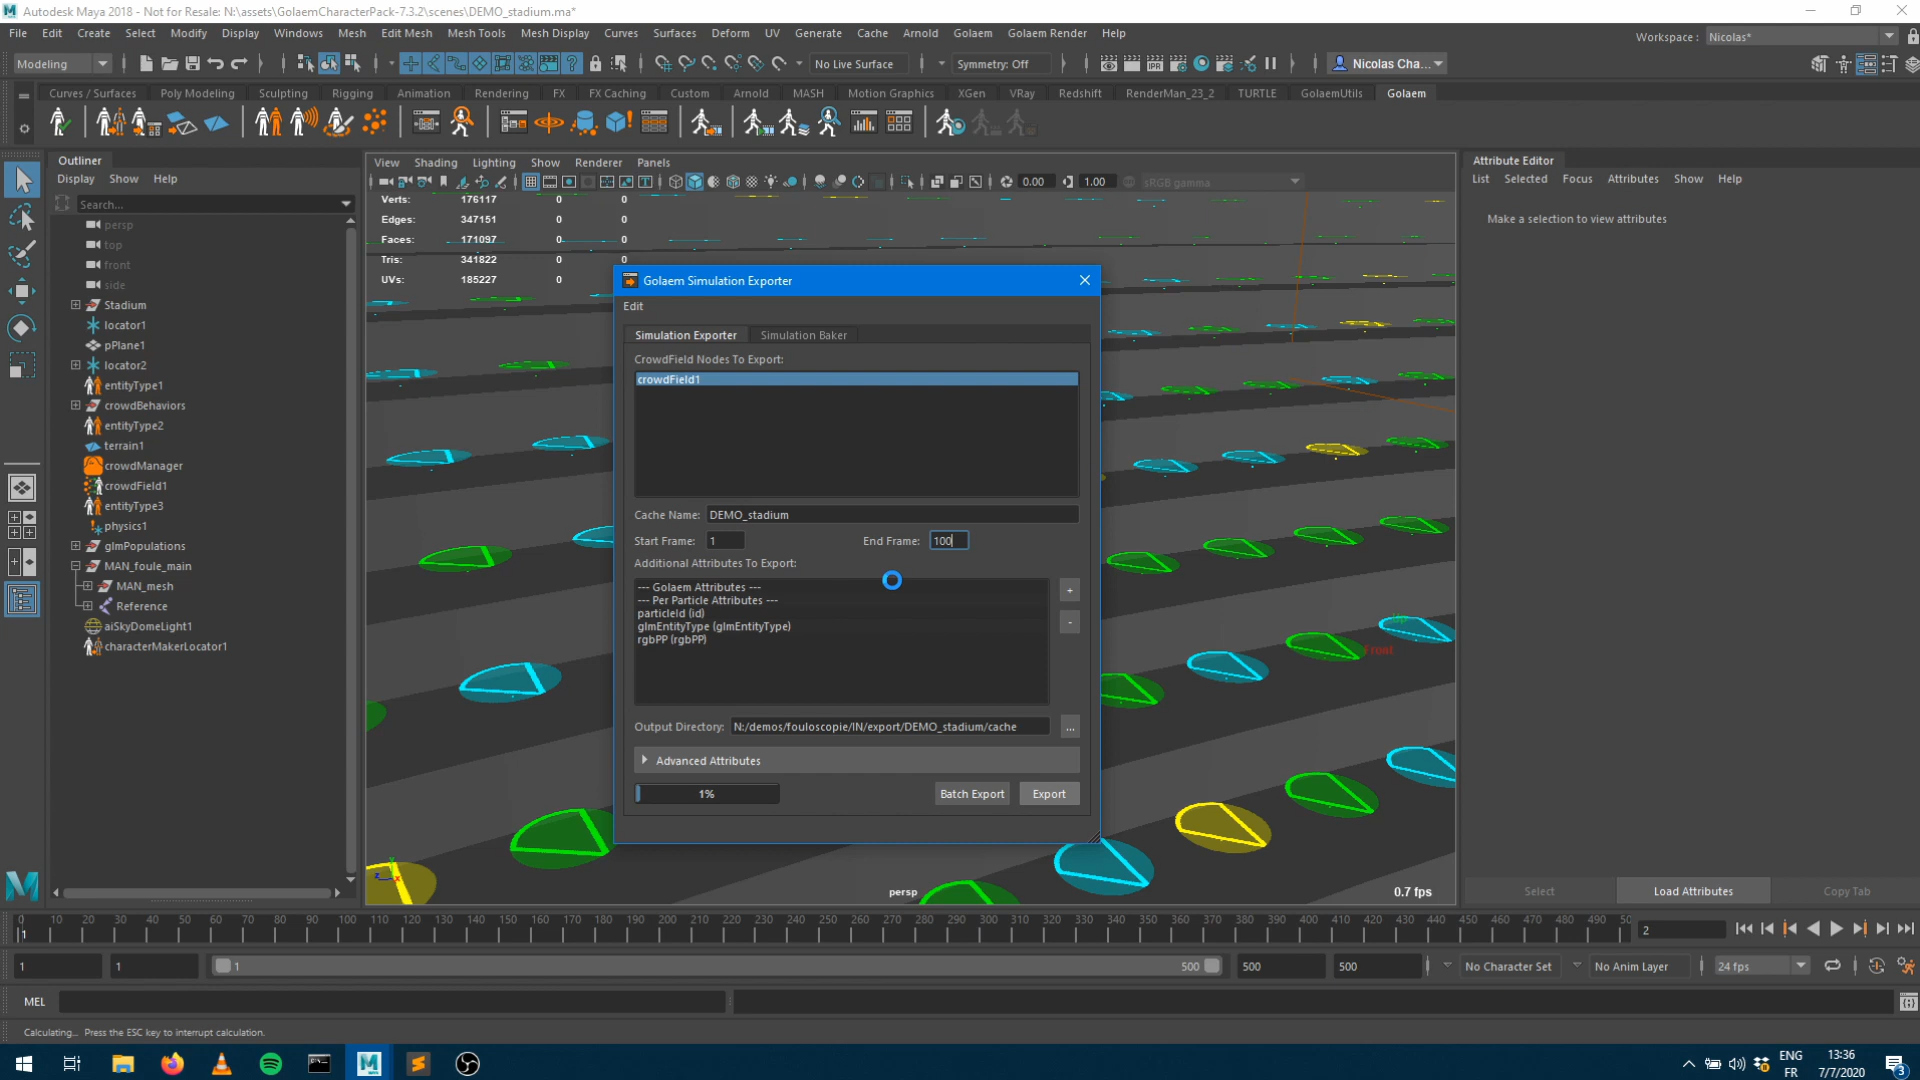 Autodesk Maya 2018 - Not for Resale: N:\assets\GolaemCharacterPack-7.3.2\scenes\DEMO_stadium.ma*
File Edit Create Select Modify Display Windows Mesh Edit Mesh Mesh Tools Mesh Display Curves Surfaces Deform UV Generate Cache Arnold Golaem Golaem Render Help
Workspace : Nicolas*
Modeling No Live Surface Symmetry: Off Nicolas Cha...
Curves / Surfaces Poly Modeling Sculpting Rigging Animation Rendering FX FX Caching Custom Arnold MASH Motion Graphics XGen VRay Redshift RenderMan_23_2 TURTLE GolaemUtils Golaem
Outliner
Display Show Help
Search...
persp
top
front
side
Stadium
locator1
pPlane1
locator2
entityType1
crowdBehaviors
entityType2
terrain1
crowdManager
crowdField1
entityType3
physics1
glmPopulations
MAN_foule_main
MAN_mesh
Reference
aiSkyDomeLight1
characterMakerLocator1
View Shading Lighting Show Renderer Panels
0.00 1.00 sRGB gamma
Verts: 176117 0 0
Edges: 347151 0 0
Faces: 171097 0 0
Tris: 341822 0 0
UVs: 185227 0 0
Golaem Simulation Exporter
Edit
Simulation Exporter Simulation Baker
CrowdField Nodes To Export:
crowdField1
Cache Name: DEMO_stadium
Start Frame: 1 End Frame: 100
Additional Attributes To Export:
--- Golaem Attributes ---
--- Per Particle Attributes ---
particleId (id)
glmEntityType (glmEntityType)
rgbPP (rgbPP)
+
-
Output Directory: N:/demos/fouloscopie/IN/export/DEMO_stadium/cache ...
Advanced Attributes
1% Batch Export Export
Front
persp
0.7 fps
Attribute Editor
List Selected Focus Attributes Show Help
Make a selection to view attributes
Select Load Attributes Copy Tab
0 10 20 30 40 50 60 70 80 90 100 110 120 130 140 150 160 170 180 190 200 210 220 230 240 250 260 270 280 290 300 310 320 330 340 350 360 370 380 390 400 410 420 430 440 450 460 470 480 490 50
1
2
1 1 1 500 500 500 No Character Set No Anim Layer 24 fps
MEL
Calculating... Press the ESC key to interrupt calculation.
ENG
FR
13:36
7/7/2020
3